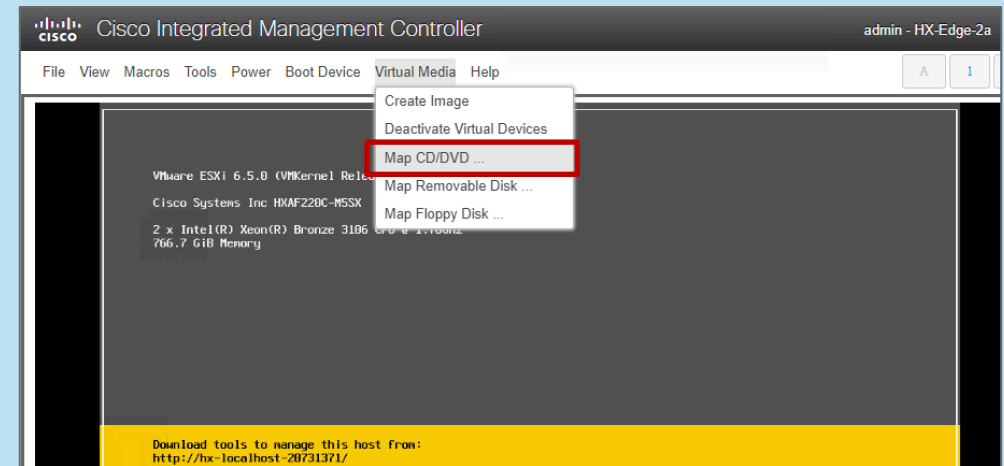 cisco Cisco Integrated Management Controller admin - HX-Edge-2a
File View Macros Tools Power Boot Device Virtual Media Help A 1
Create Image
Deactivate Virtual Devices
Map CD/DVD ...
Map Removable Disk ...
Map Floppy Disk ...
VMware ESXi 6.5.0 (VMKernel
Cisco Systems Inc HXAF220C-M5SX
2 x Intel(R) Xeon(R) Bronze 3106
766.7 GiB Memory
Download tools to manage this host from:
http://hx-localhost-20731371/